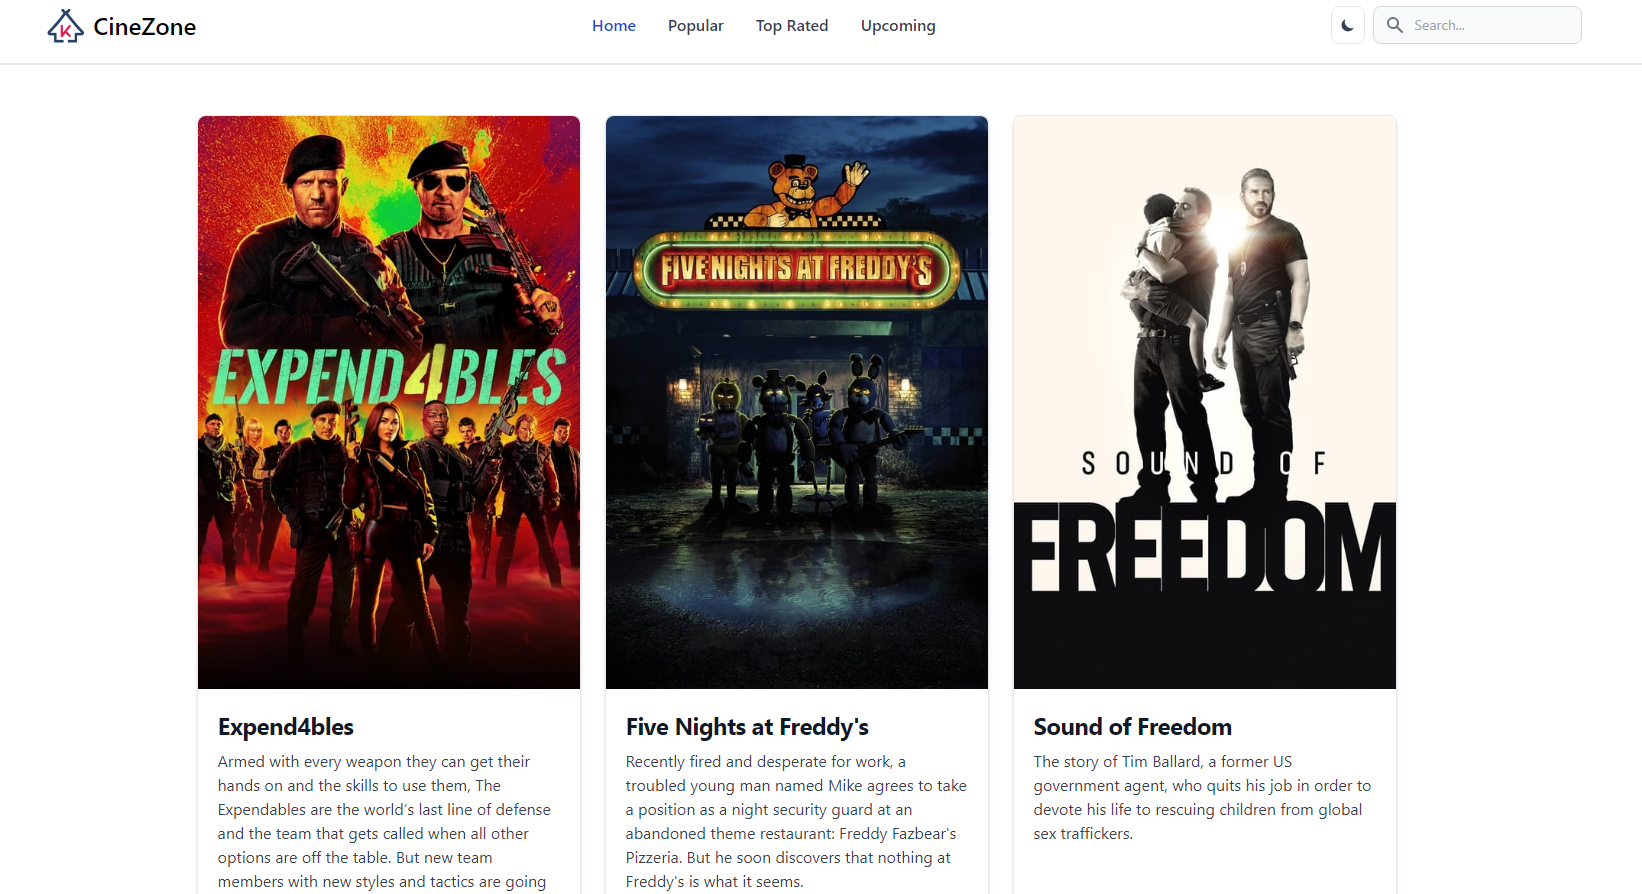 K
CineZone
Home
Popular
Top Rated
Upcoming
Search...
EXPEND4BLES
FIVE NIGHTS AT FREDDY'S
SOUND OF
FREEDOM
Expend4bles
Armed with every weapon they can get their
hands on and the skills to use them, The
Expendables are the world’s last line of defense
and the team that gets called when all other
options are off the table. But new team
members with new styles and tactics are going
Five Nights at Freddy's
Recently fired and desperate for work, a
troubled young man named Mike agrees to take
a position as a night security guard at an
abandoned theme restaurant: Freddy Fazbear's
Pizzeria. But he soon discovers that nothing at
Freddy's is what it seems.
Sound of Freedom
The story of Tim Ballard, a former US
government agent, who quits his job in order to
devote his life to rescuing children from global
sex traffickers.